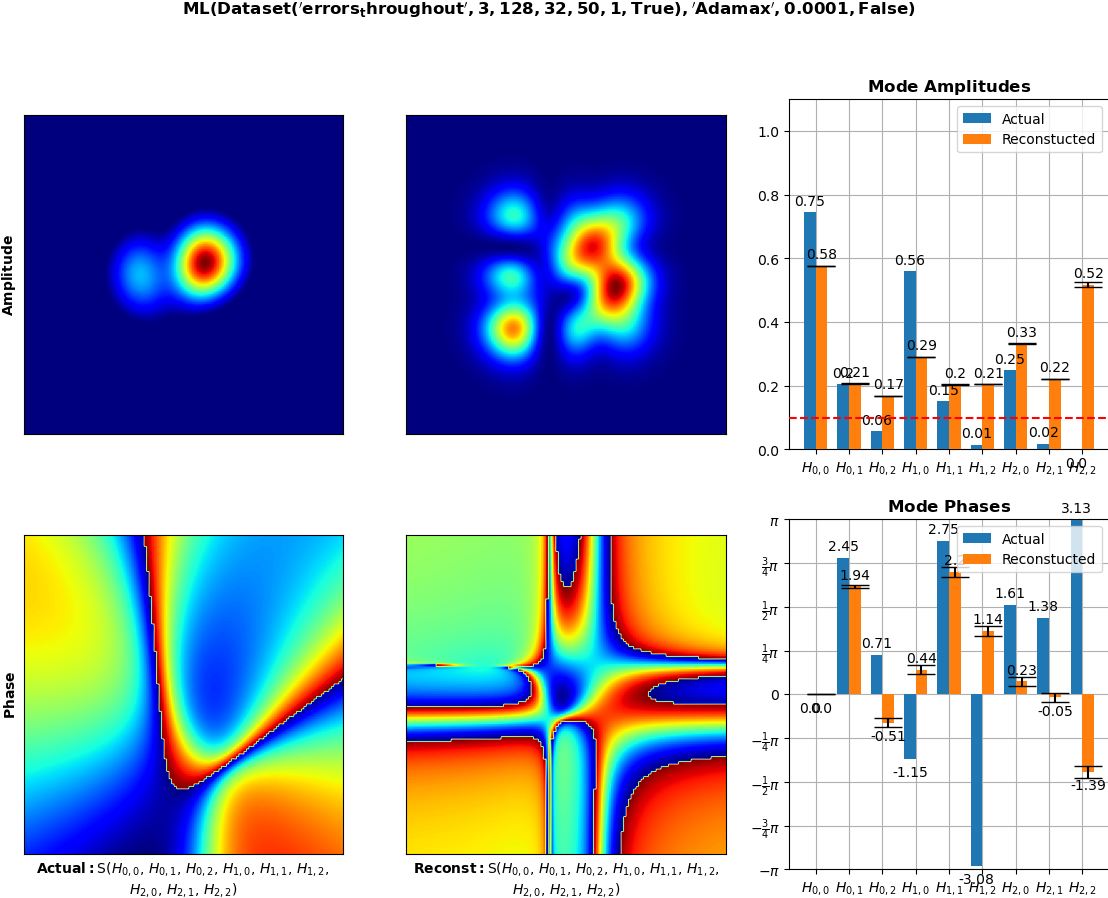 ML(Dataset('errors_throughout', 3, 128, 32, 50, 1, True), 'Adamax', 0.0001, False)
Amplitude
Mode Amplitudes
Actual
Reconstucted
1.0
0.8
0.6
0.4
0.2
0.0
0.75
0.58
0.21
0.06
0.17
0.56
0.29
0.15
0.2
0.01
0.21
0.25
0.33
0.02
0.22
0.0
0.52
H0,0 H0,1 H0,2 H1,0 H1,1 H1,2 H2,0 H2,1 H2,2
Phase
Mode Phases
Actual
Reconstucted
π
3/4π
1/2π
1/4π
0
−1/4π
−1/2π
−3/4π
−π
0.0
2.45
1.94
0.71
-0.51
-1.15
0.44
2.75
-3.08
1.14
1.61
0.23
1.38
-0.05
3.13
-1.39
H0,0 H0,1 H0,2 H1,0 H1,1 H1,2 H2,0 H2,1 H2,2
Actual: S(H0,0, H0,1, H0,2, H1,0, H1,1, H1,2,
H2,0, H2,1, H2,2)
Reconst: S(H0,0, H0,1, H0,2, H1,0, H1,1, H1,2,
H2,0, H2,1, H2,2)